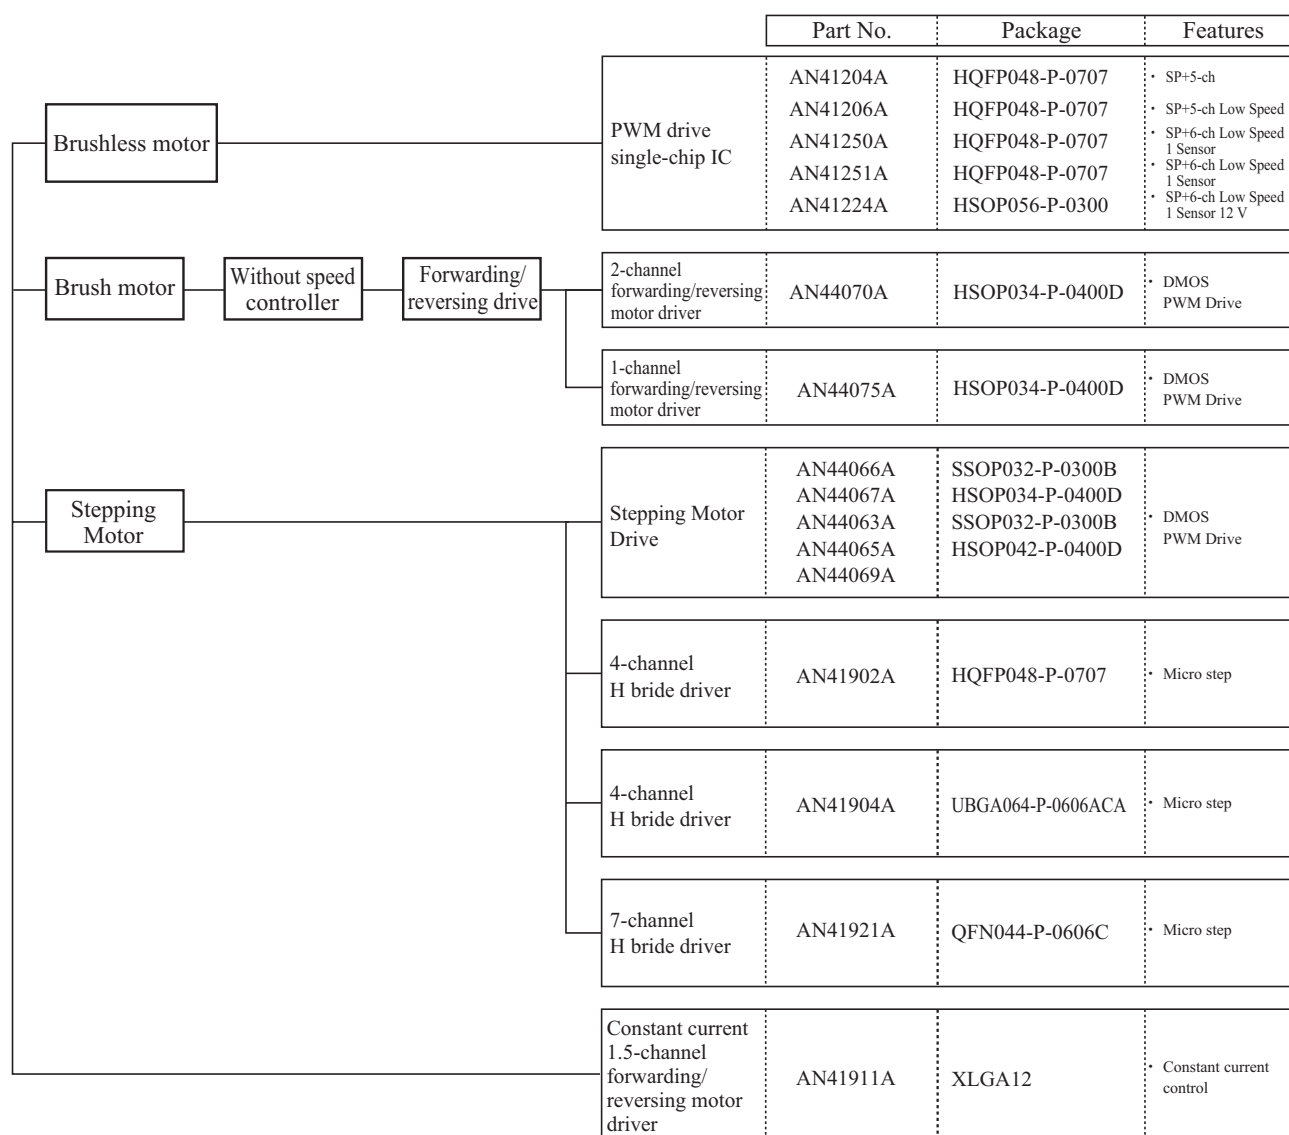 Part No. Package Features
Brushless motor
PWM drive
single-chip IC
AN41204A HQFP048-P-0707 · SP+5-ch
AN41206A HQFP048-P-0707 · SP+5-ch Low Speed
AN41250A HQFP048-P-0707 · SP+6-ch Low Speed
1 Sensor
AN41251A HQFP048-P-0707 · SP+6-ch Low Speed
1 Sensor
AN41224A HSOP056-P-0300 · SP+6-ch Low Speed
1 Sensor 12 V
Brush motor
Without speed
controller
Forwarding/
reversing drive
2-channel
forwarding/reversing
motor driver
AN44070A HSOP034-P-0400D · DMOS
PWM Drive
1-channel
forwarding/reversing
motor driver
AN44075A HSOP034-P-0400D · DMOS
PWM Drive
Stepping
Motor
Stepping Motor
Drive
AN44066A SSOP032-P-0300B
AN44067A HSOP034-P-0400D
AN44063A SSOP032-P-0300B
AN44065A HSOP042-P-0400D
AN44069A
· DMOS
PWM Drive
4-channel
H bride driver
AN41902A HQFP048-P-0707 · Micro step
4-channel
H bride driver
AN41904A UBGA064-P-0606ACA · Micro step
7-channel
H bride driver
AN41921A QFN044-P-0606C · Micro step
Constant current
1.5-channel
forwarding/
reversing motor
driver
AN41911A XLGA12 · Constant current
control